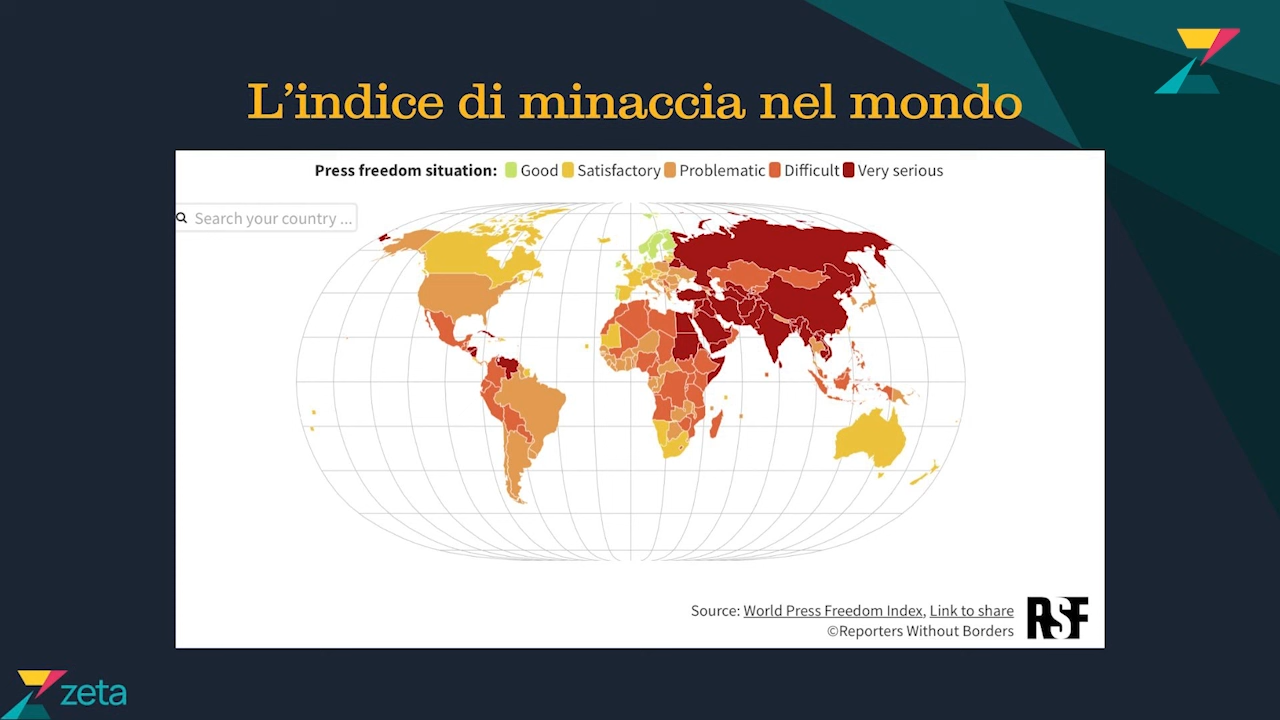 L'indice di minaccia nel mondo
Press freedom situation: Good Satisfactory Problematic Difficult Very serious
Search your country ...
Source: World Press Freedom Index, Link to share
©Reporters Without Borders
RSF
zeta